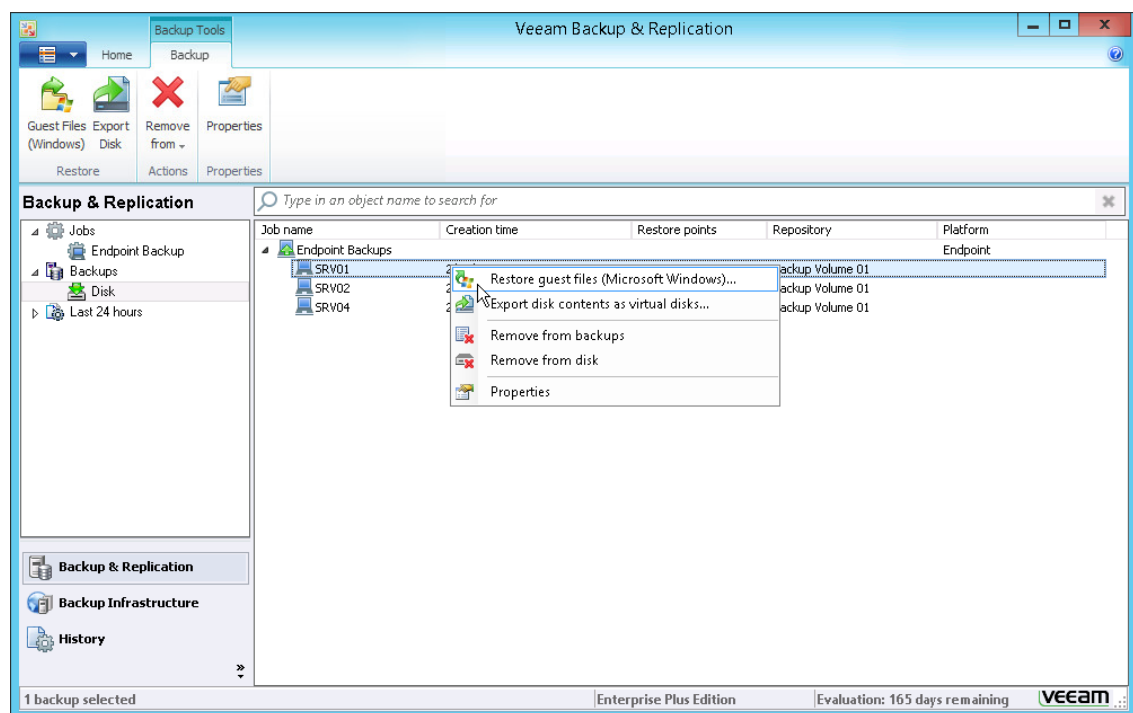 Backup Tools
Veeam Backup & Replication
Home
Backup
Guest Files (Windows)
Export Disk
Remove from
Properties
Restore
Actions
Properties
Backup & Replication
Type in an object name to search for
Jobs
Endpoint Backup
Backups
Disk
Last 24 hours
Job name Creation time Restore points Repository Platform
Endpoint Backups Endpoint
SRV01 ackup Volume 01
SRV02 ackup Volume 01
SRV04 ackup Volume 01
Restore guest files (Microsoft Windows)...
Export disk contents as virtual disks...
Remove from backups
Remove from disk
Properties
Backup & Replication
Backup Infrastructure
History
1 backup selected
Enterprise Plus Edition
Evaluation: 165 days remaining
veeam